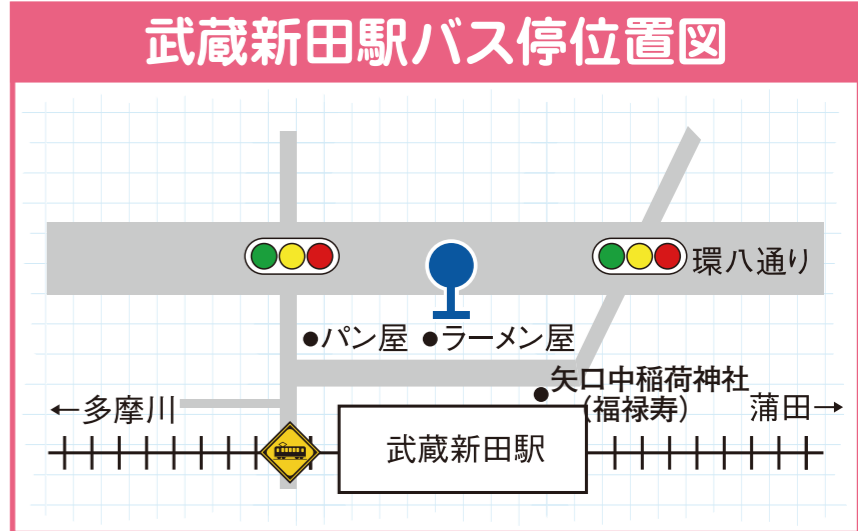 武蔵新田駅バス停位置図
環八通り
●パン屋 ●ラーメン屋
矢口中稲荷神社
(福禄寿)
←多摩川
蒲田→
武蔵新田駅